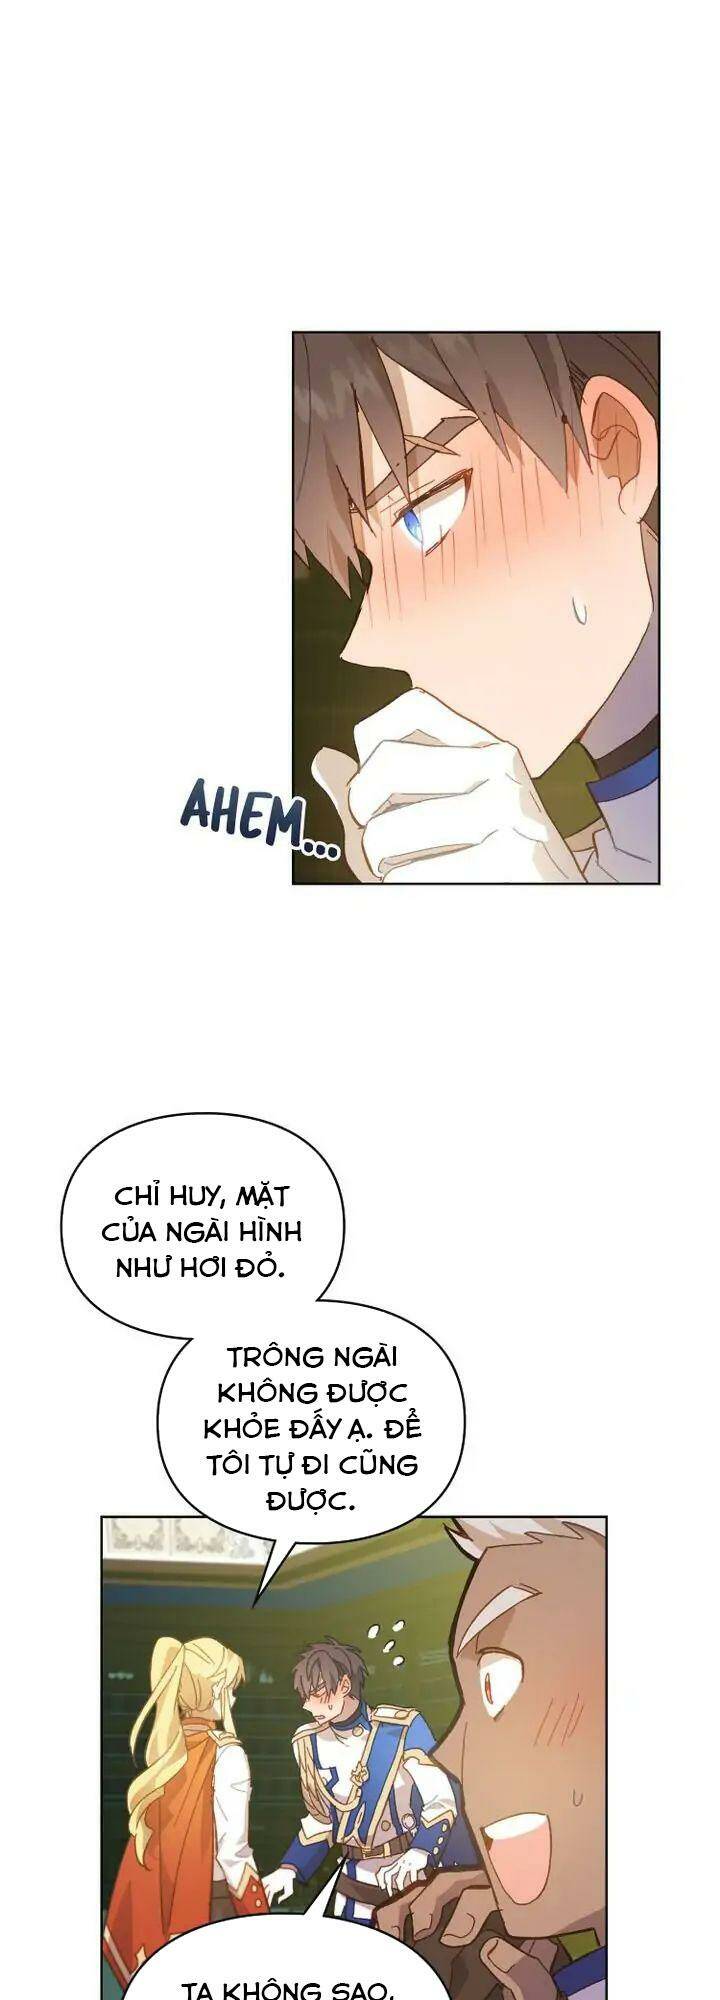 AHEM...
CHỈ HUY, MẶT
CỦA NGÀI HÌNH
NHƯ HƠI ĐỎ.
TRÔNG NGÀI
KHÔNG ĐƯỢC
KHỎE ĐẤY Ạ. ĐỂ
TÔI TỰ ĐI CŨNG
ĐƯỢC.
TA KHÔNG SAO,